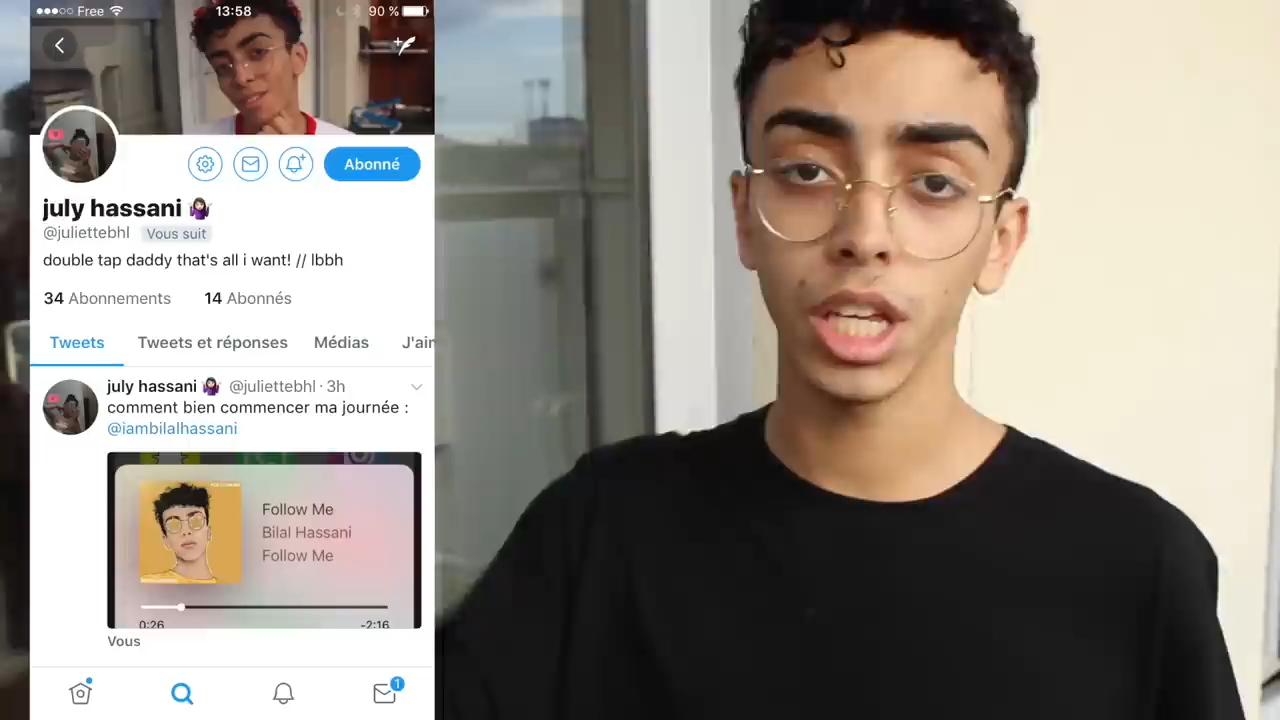 Free 13:58 90 %
Abonné
july hassani
@juliettebhl Vous suit
double tap daddy that's all i want! // lbbh
34 Abonnements 14 Abonnés
Tweets Tweets et réponses Médias J'air
july hassani @juliettebhl · 3h
comment bien commencer ma journée :
@iambilalhassani
Follow Me
Bilal Hassani
Follow Me
0:26 -2:16
Vous
1